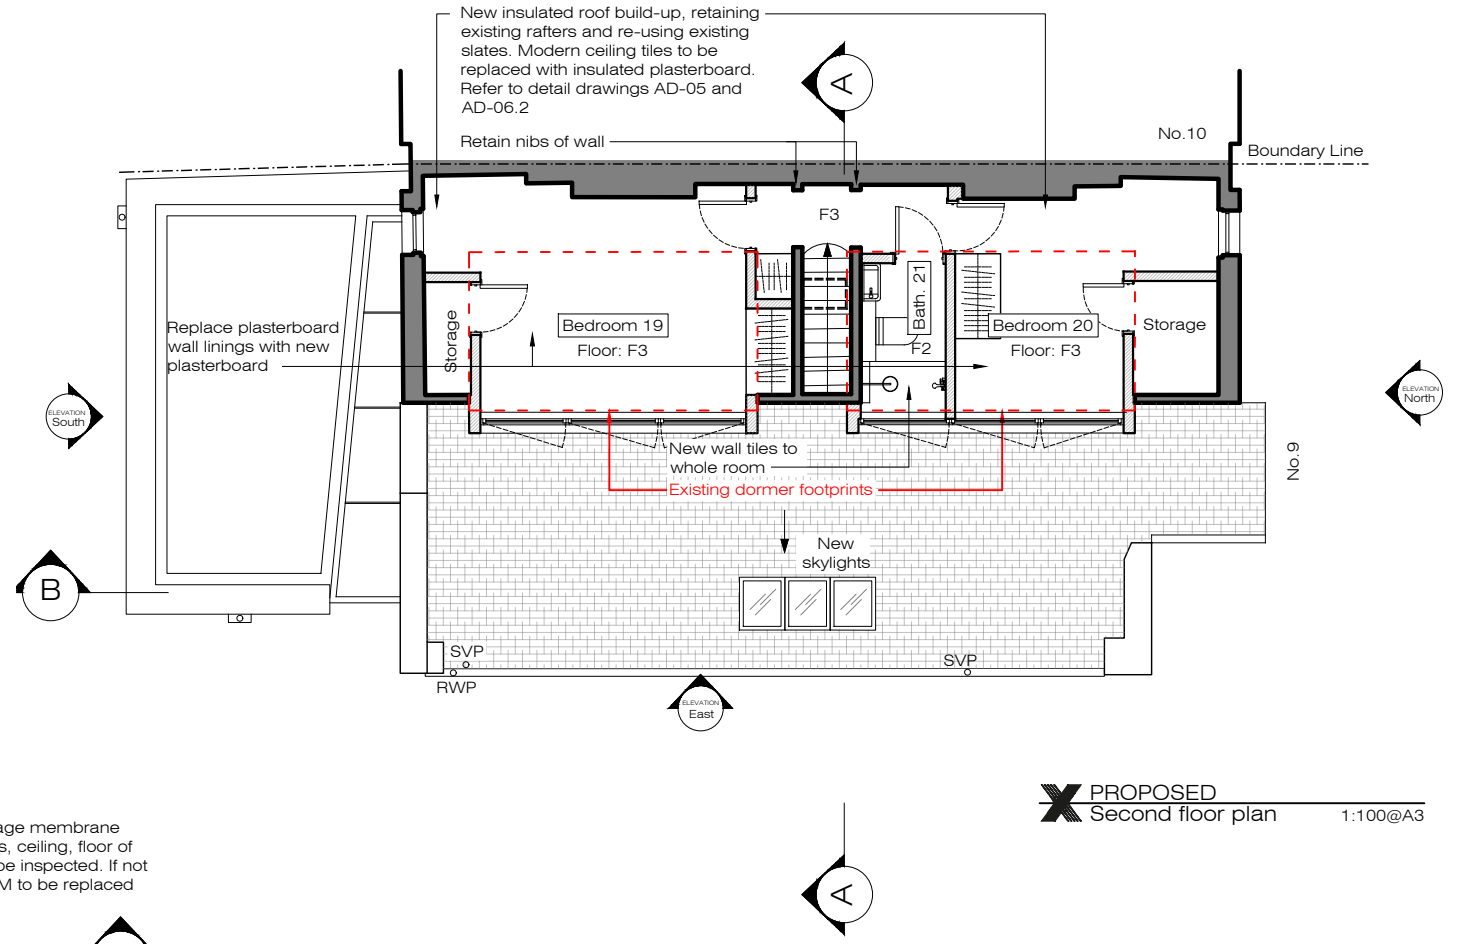 New insulated roof build-up, retaining
existing rafters and re-using existing
slates. Modern ceiling tiles to be
replaced with insulated plasterboard.
Refer to detail drawings AD-05 and
AD-06.2
A
Retain nibs of wall
No.10
Boundary Line
F3
Bath. 21
Storage
Replace plasterboard
wall linings with new
plasterboard
Bedroom 19
Floor: F3
Bedroom 20
Floor: F3
Storage
F2
ELEVATION
South
ELEVATION
North
New wall tiles to
whole room
Existing dormer footprints
No.9
New
skylights
B
SVP
RWP
SVP
ELEVATION
East
PROPOSED
Second floor plan
1:100@A3
age membrane
s, ceiling, floor of
be inspected. If not
M to be replaced
A